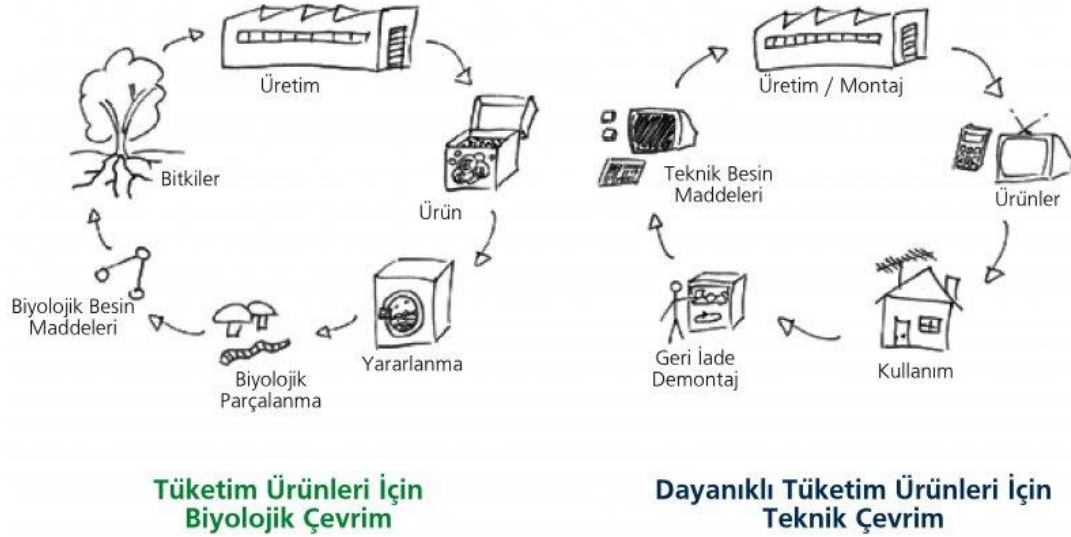 Üretim
Bitkiler
Ürün
Biyolojik Besin
Maddeleri
Yararlanma
Biyolojik
Parçalanma
Tüketim Ürünleri İçin
Biyolojik Çevrim
Üretim / Montaj
Teknik Besin
Maddeleri
Ürünler
Geri İade
Demontaj
Kullanım
Dayanıklı Tüketim Ürünleri İçin
Teknik Çevrim